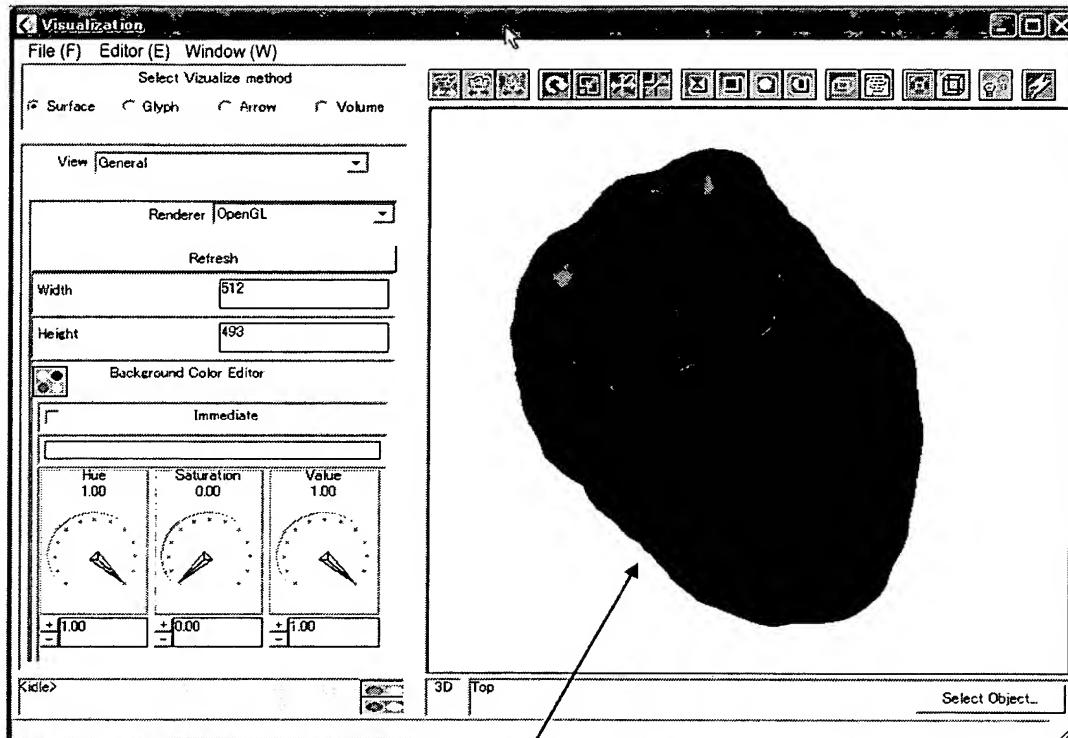 Visualization
File (F) Editor (E) Window (W)
Select Vizualize method
Surface Glyph Arrow Volume
View General
Renderer OpenGL
Refresh
Width 512
Height 493
Background Color Editor
Immediate
Hue Saturation Value
1.00 0.00 1.00
+ - 1.00 + - 0.00 + - 1.00
<idle> 3D Top Select Object...